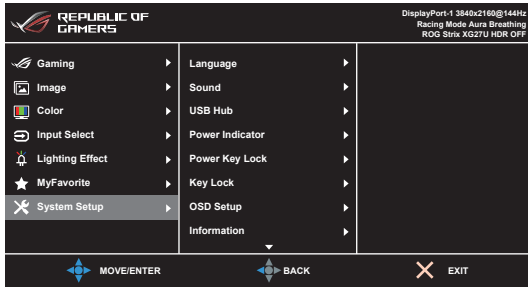 REPUBLIC OF
GAMERS
DisplayPort-1 3840x2160@144Hz
Racing Mode Aura Breathing
ROG Strix XG27U HDR OFF
Gaming
Image
Color
Input Select
Lighting Effect
MyFavorite
System Setup
Language
Sound
USB Hub
Power Indicator
Power Key Lock
Key Lock
OSD Setup
Information
MOVE/ENTER
BACK
EXIT